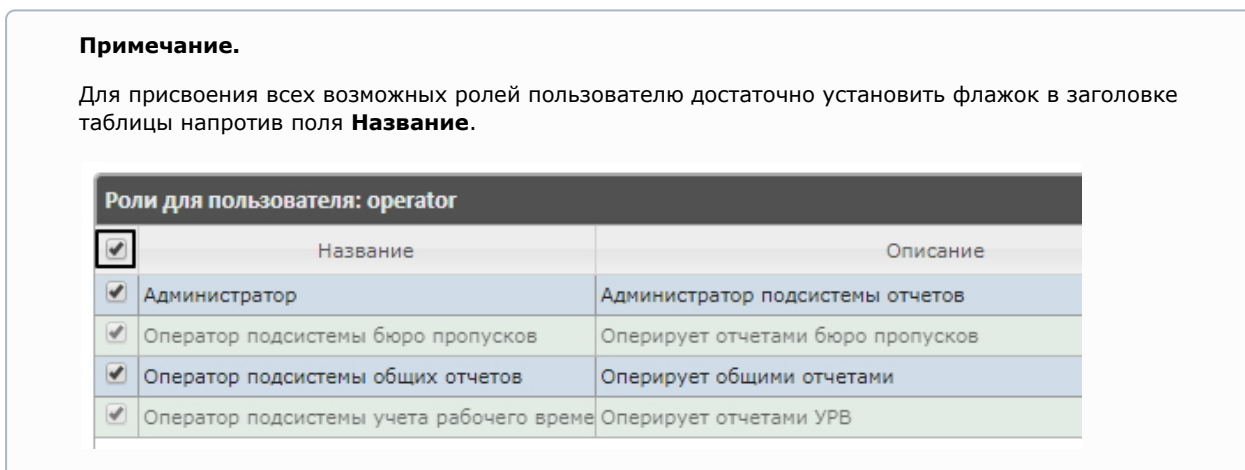 Примечание.
Для присвоения всех возможных ролей пользователю достаточно установить флажок в заголовке
таблицы напротив поля Название.
Роли для пользователя: operator
Название Описание
Администратор Администратор подсистемы отчетов
Оператор подсистемы бюро пропусков Оперирует отчетами бюро пропусков
Оператор подсистемы общих отчетов Оперирует общими отчетами
Оператор подсистемы учета рабочего време Оперирует отчетами УРВ